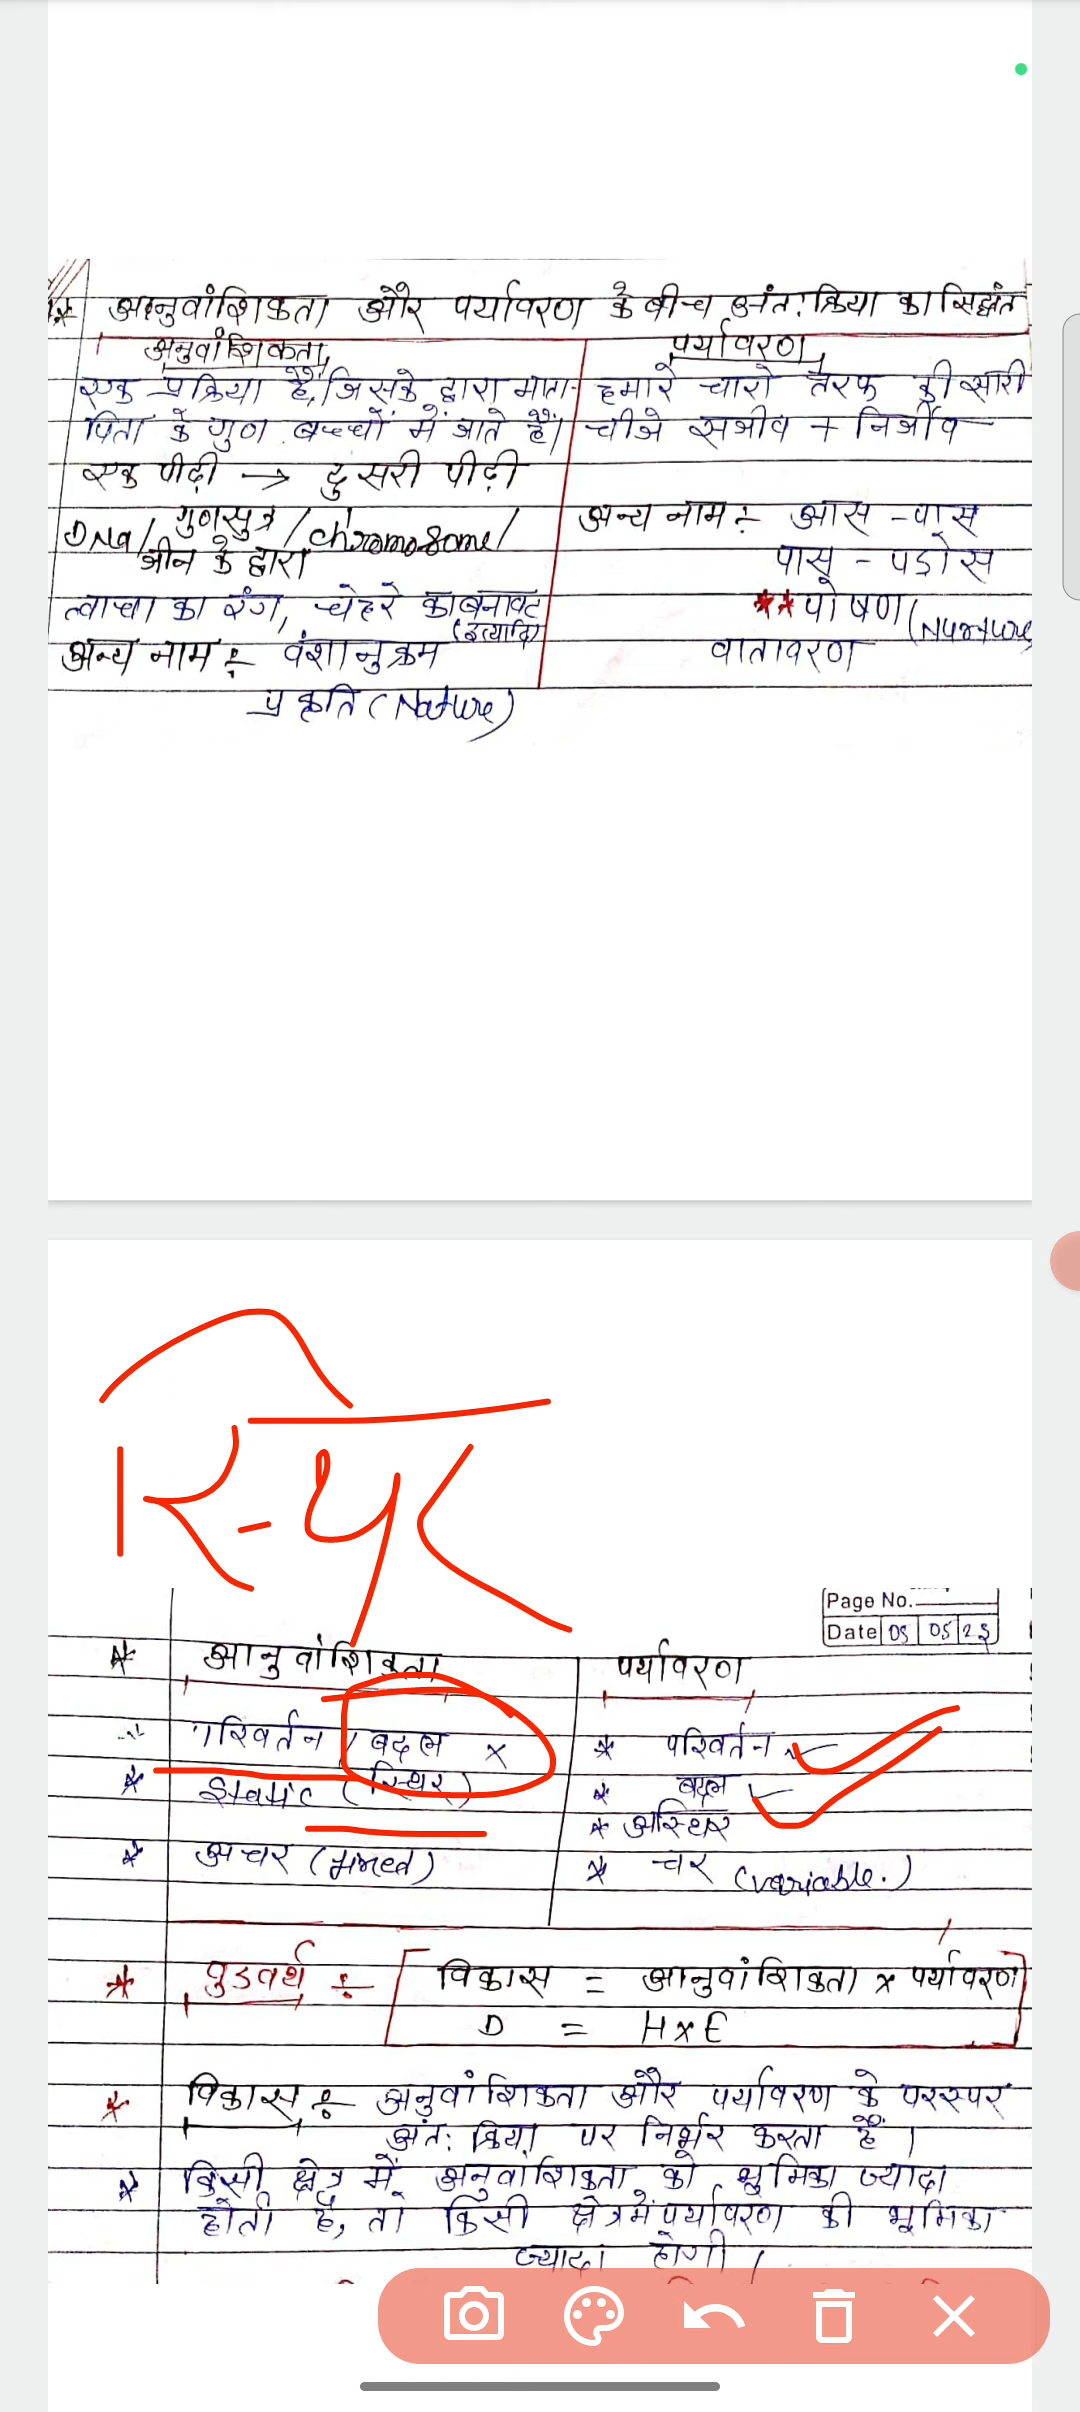 * अनुवांशिकता और पर्यावरण के बीच अंत: क्रिया का सिद्धांत
अनुवांशिकता
एक प्रक्रिया है, जिसके द्वारा माता-
पिता के गुण बच्चों में आते हैं।
एक पीढ़ी → दुसरी पीढ़ी
DNA/ गुणसुत्र / chromosome/
जीन के द्वारा
त्वाचा का रंग, चेहरे का बनावट
(इत्यादि)
अन्य नाम ÷ वंशानुक्रम
प्रकृति (Nature)
पर्यावरण
हमारे चारो तरफ की सारी
चीजे सजीव + निर्जीव
अन्य नाम ÷ आस - पास
पास - पड़ोस
** पोषण (Nurture)
वातावरण
स्थिर
Page No.
Date 05 05 23
* आनुवांशिकता
परिवर्तन / बदल ×
* Static (स्थिर)
* अचर (fixed)
पर्यावरण
* परिवर्तन ✓
* बदल ✓
* अस्थिर
* चर (variable.)
* वुडवर्थ ÷ [ विकास = आनुवांशिकता × पर्यावरण ]
D = H × E
* विकास ÷ अनुवांशिकता और पर्यावरण के परस्पर
अंत: क्रिया पर निर्भर करता है।
* किसी क्षेत्र में अनुवांशिकता की भूमिका ज्यादा
होती है, तो किसी क्षेत्र में पर्यावरण की भूमिका
ज्यादा होगी।